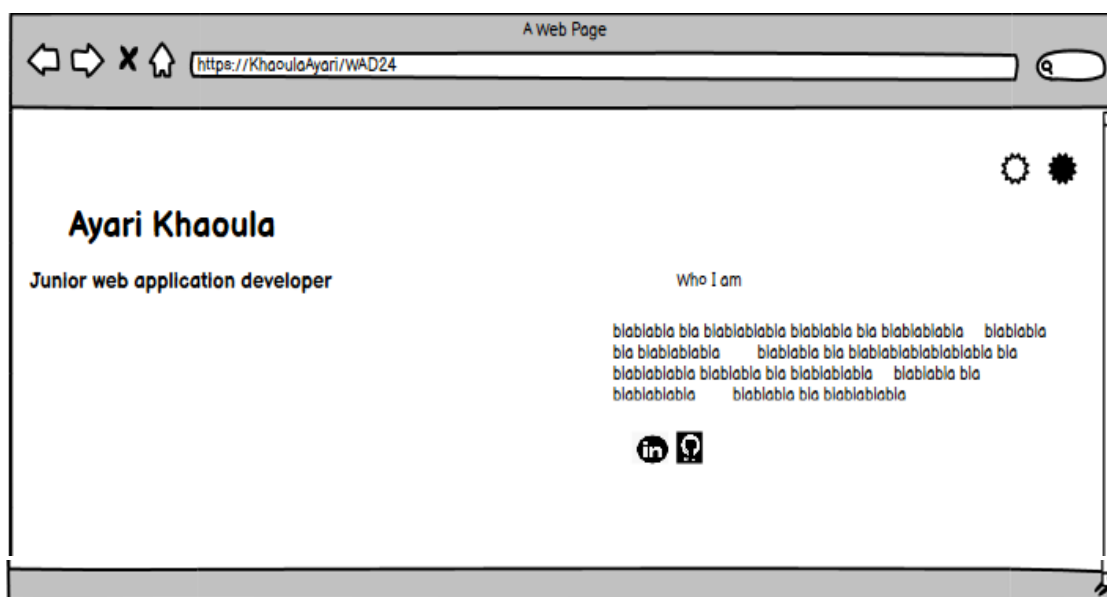 A Web Page
https://KhaoulaAyari/WAD24
Ayari Khaoula
Junior web application developer
Who I am
blablabla bla blablablabla blablabla bla blablablabla blablabla
bla blablablabla blablabla bla blablablablablablabla bla
blablablabla blablabla bla blablablabla blablabla bla
blablablabla blablabla bla blablablabla
in